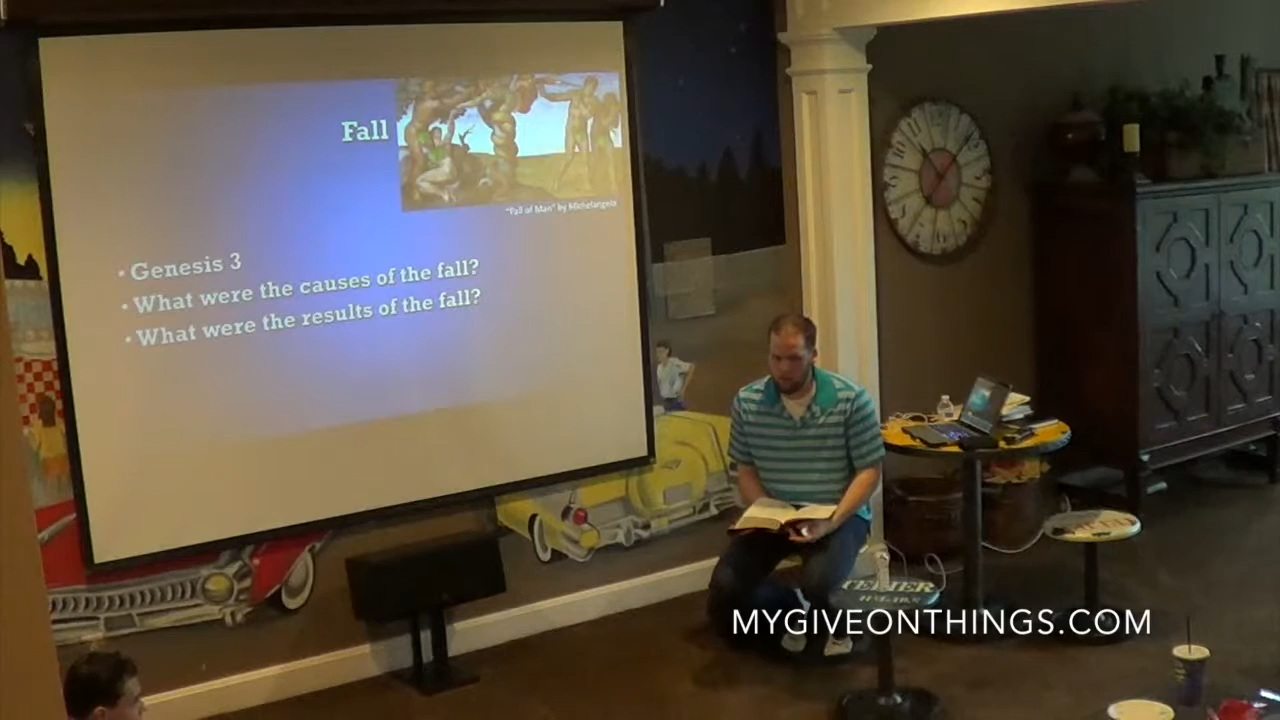 Fall
"Fall of Man" by Michelangelo
• Genesis 3
• What were the causes of the fall?
• What were the results of the fall?
MYGIVEONTHINGS.COM